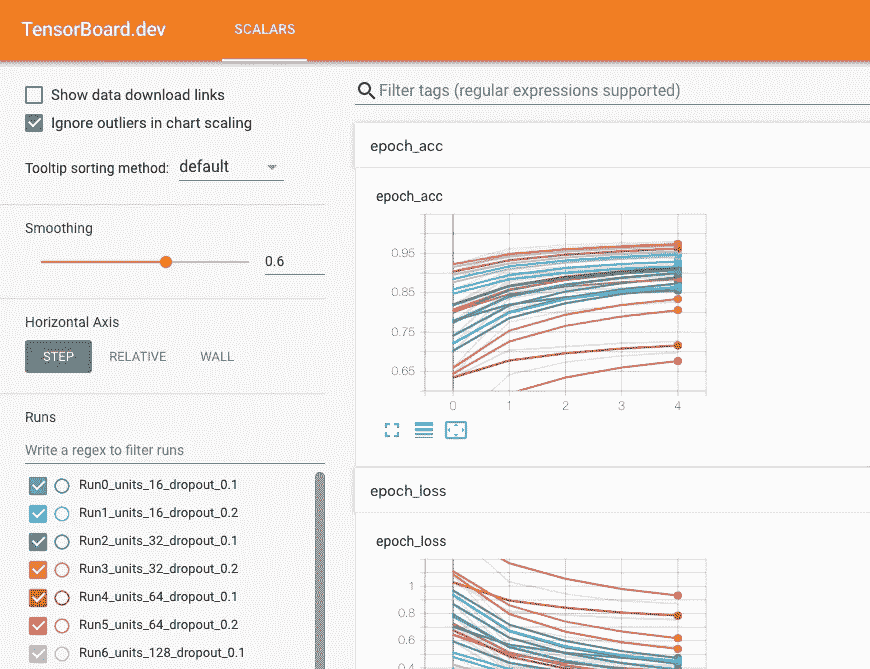 TensorBoard.dev
SCALARS
Show data download links
Ignore outliers in chart scaling
Tooltip sorting method: default
Smoothing
0.6
Horizontal Axis
STEP RELATIVE WALL
Runs
Write a regex to filter runs
Run0_units_16_dropout_0.1
Run1_units_16_dropout_0.2
Run2_units_32_dropout_0.1
Run3_units_32_dropout_0.2
Run4_units_64_dropout_0.1
Run5_units_64_dropout_0.2
Run6_units_128_dropout_0.1
Filter tags (regular expressions supported)
epoch_acc
epoch_acc
0.95
0.85
0.75
0.65
0 1 2 3 4
epoch_loss
epoch_loss
1
0.8
0.6
0.4